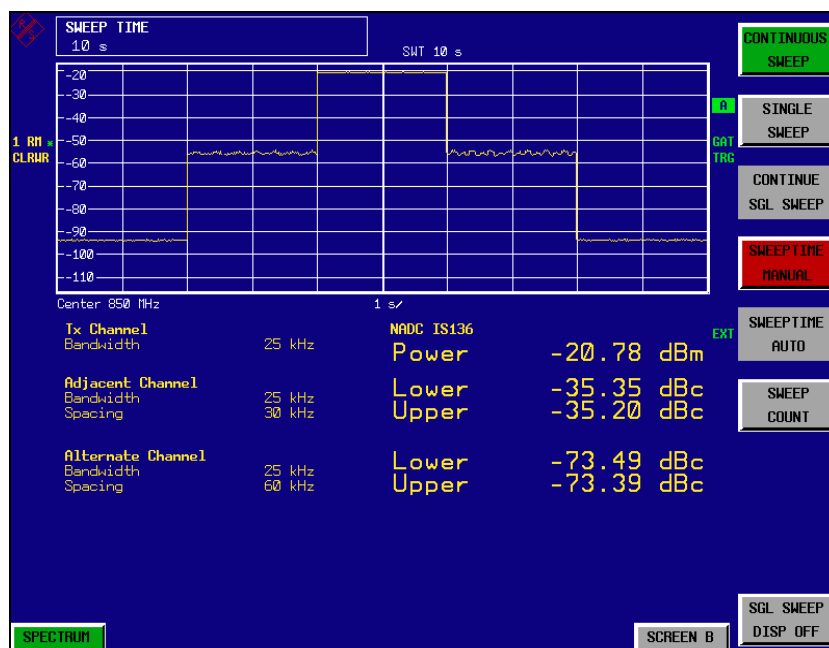 R S
SWEEP TIME
10 s
SWT 10 s
-20
-30
-40
-50
-60
-70
-80
-90
-100
-110
1 RM *
CLRWR
A
GAT
TRG
EXT
Center 850 MHz
1 s/
Tx Channel
Bandwidth 25 kHz
NADC IS136
Power -20.78 dBm
Adjacent Channel
Bandwidth 25 kHz
Spacing 30 kHz
Lower -35.35 dBc
Upper -35.20 dBc
Alternate Channel
Bandwidth 25 kHz
Spacing 60 kHz
Lower -73.49 dBc
Upper -73.39 dBc
CONTINUOUS
SWEEP
SINGLE
SWEEP
CONTINUE
SGL SWEEP
SWEEPTIME
MANUAL
SWEEPTIME
AUTO
SWEEP
COUNT
SGL SWEEP
DISP OFF
SPECTRUM
SCREEN B